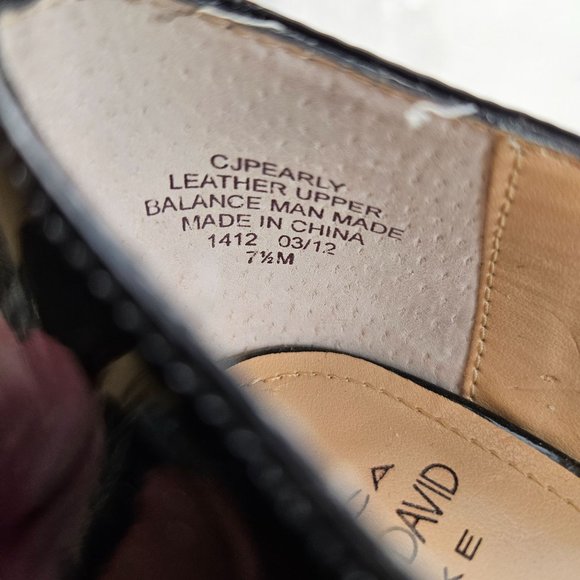 CJPEARLY
LEATHER UPPER
BALANCE MAN MADE
MADE IN CHINA
1412 03/12
7½M
DAVID